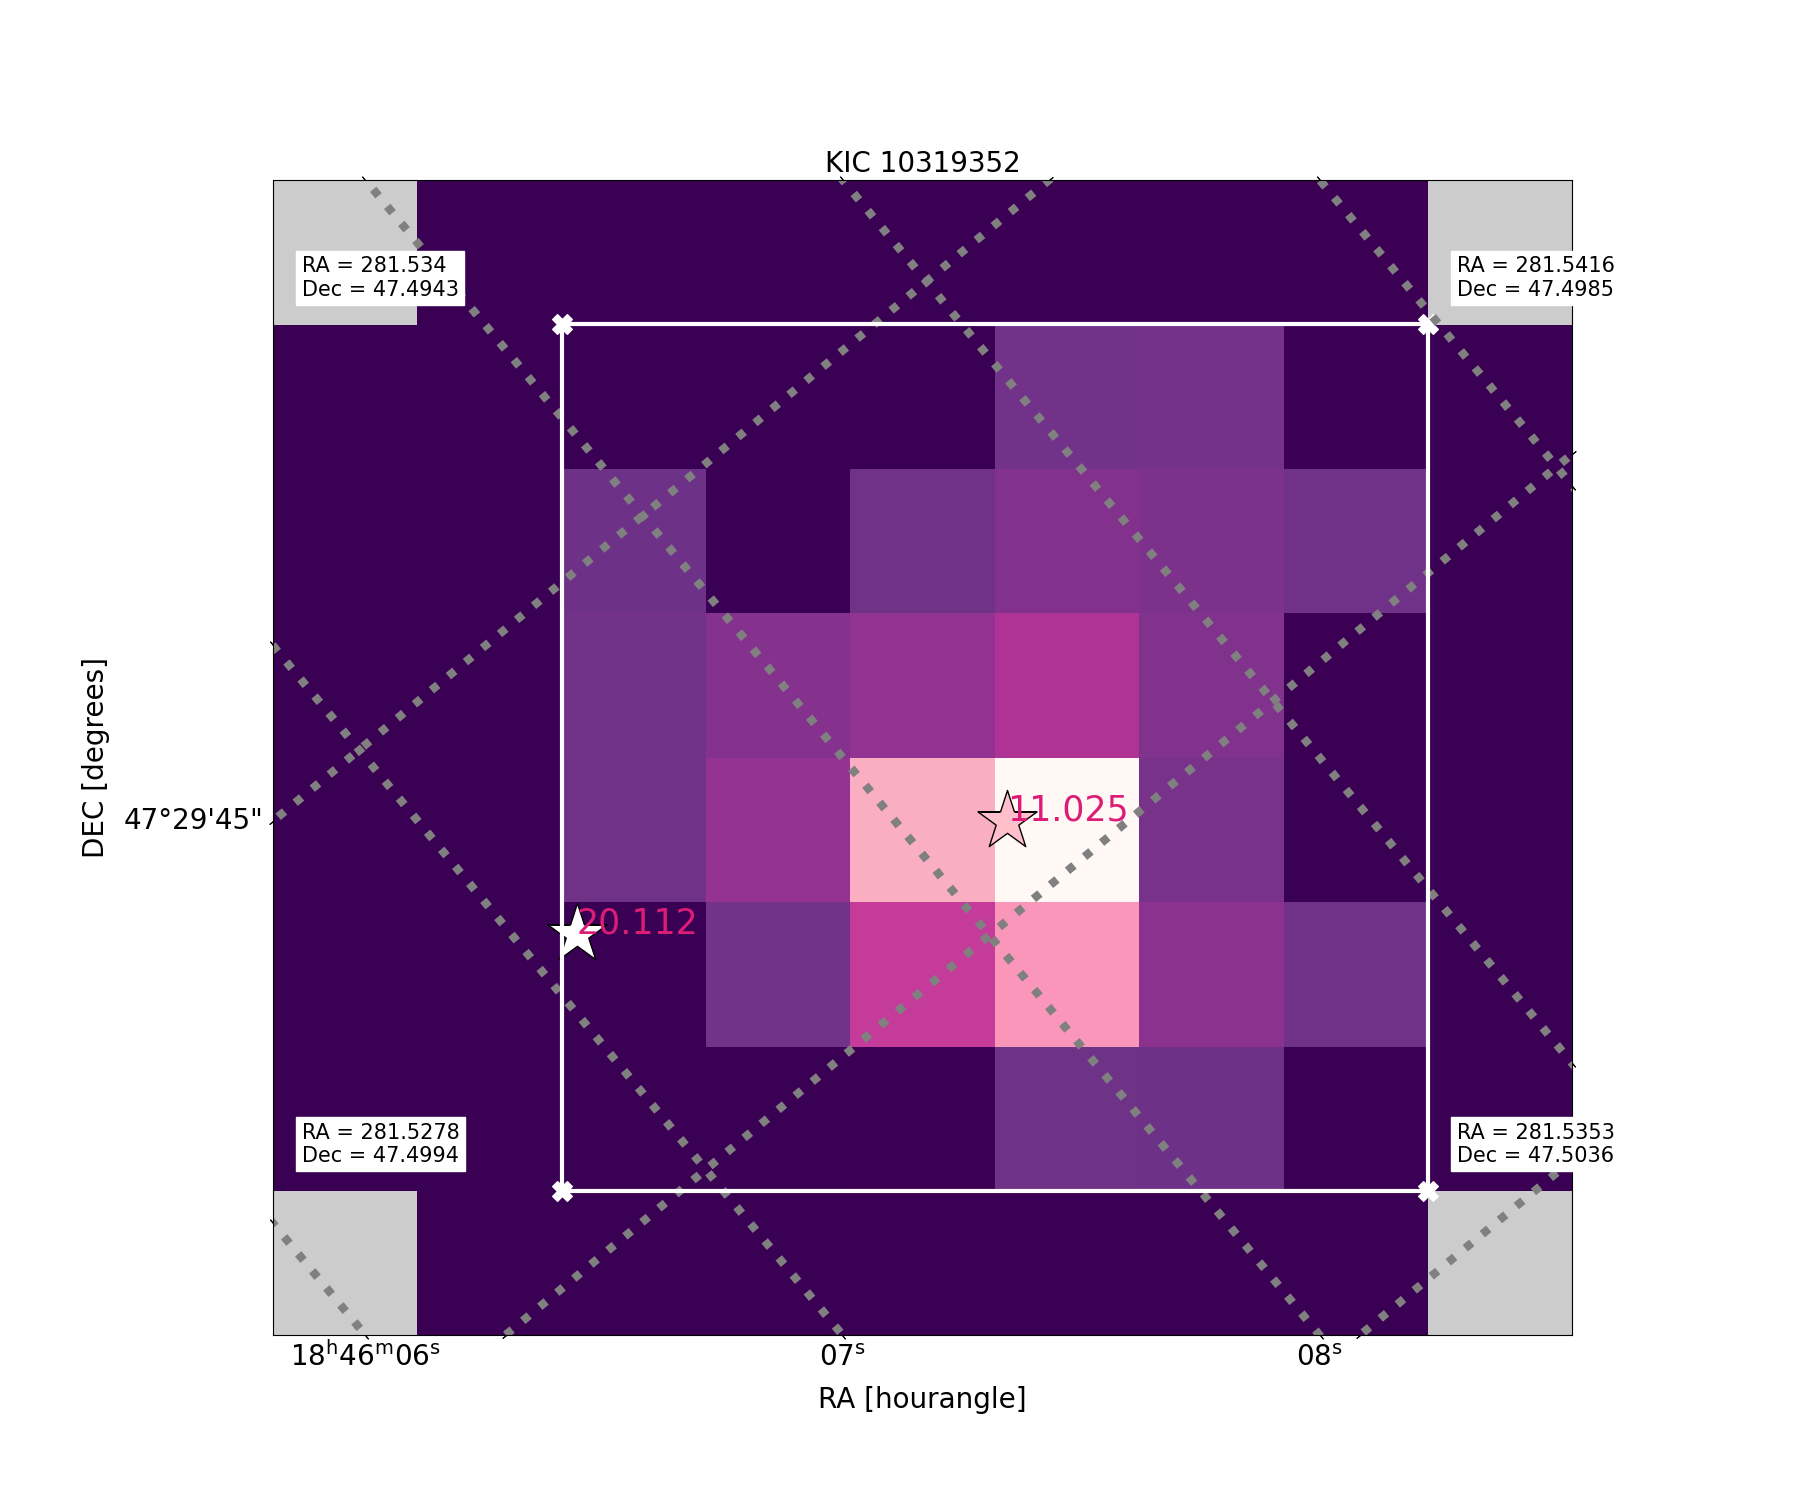 KIC 10319352
RA = 281.534
Dec = 47.4943
RA = 281.5416
Dec = 47.4985
11.025
47°29'45"
DEC [degrees]
20.112
RA = 281.5278
Dec = 47.4994
RA = 281.5353
Dec = 47.5036
18ʰ46ᵐ06ˢ
07ˢ
08ˢ
RA [hourangle]